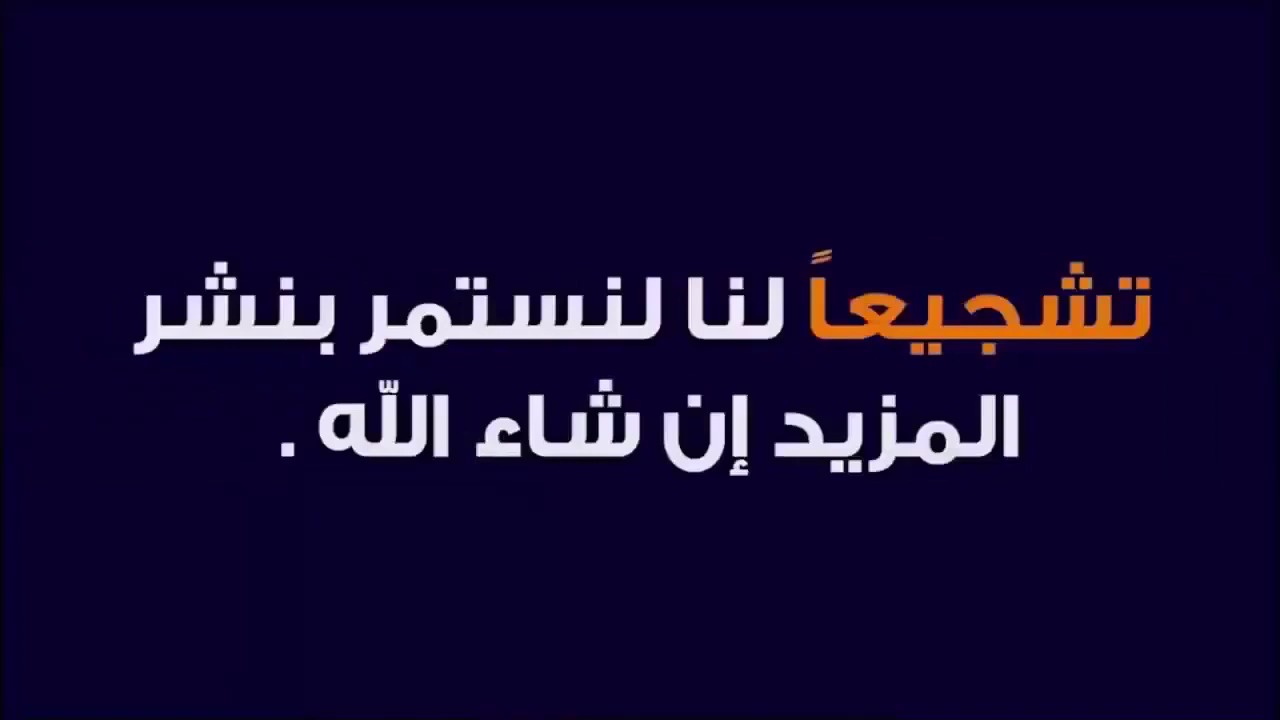 تشجيعاً لنا لنستمر بنشر
المزيد إن شاء اللّه .